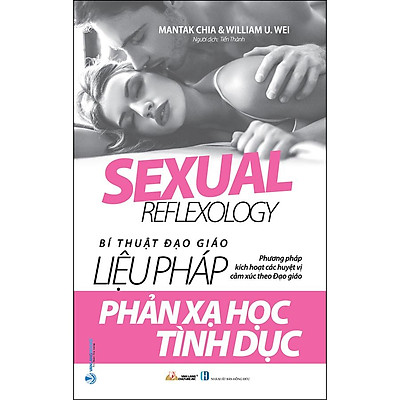 MANTAK CHIA & WILLIAM U. WEI
Người dịch: Tiến Thành
SEXUAL
REFLEXOLOGY
BÍ THUẬT ĐẠO GIÁO
LIỆU PHÁP
Phương pháp
kích hoạt các huyệt vị
cảm xúc theo Đạo giáo
PHẢN XẠ HỌC
TÌNH DỤC